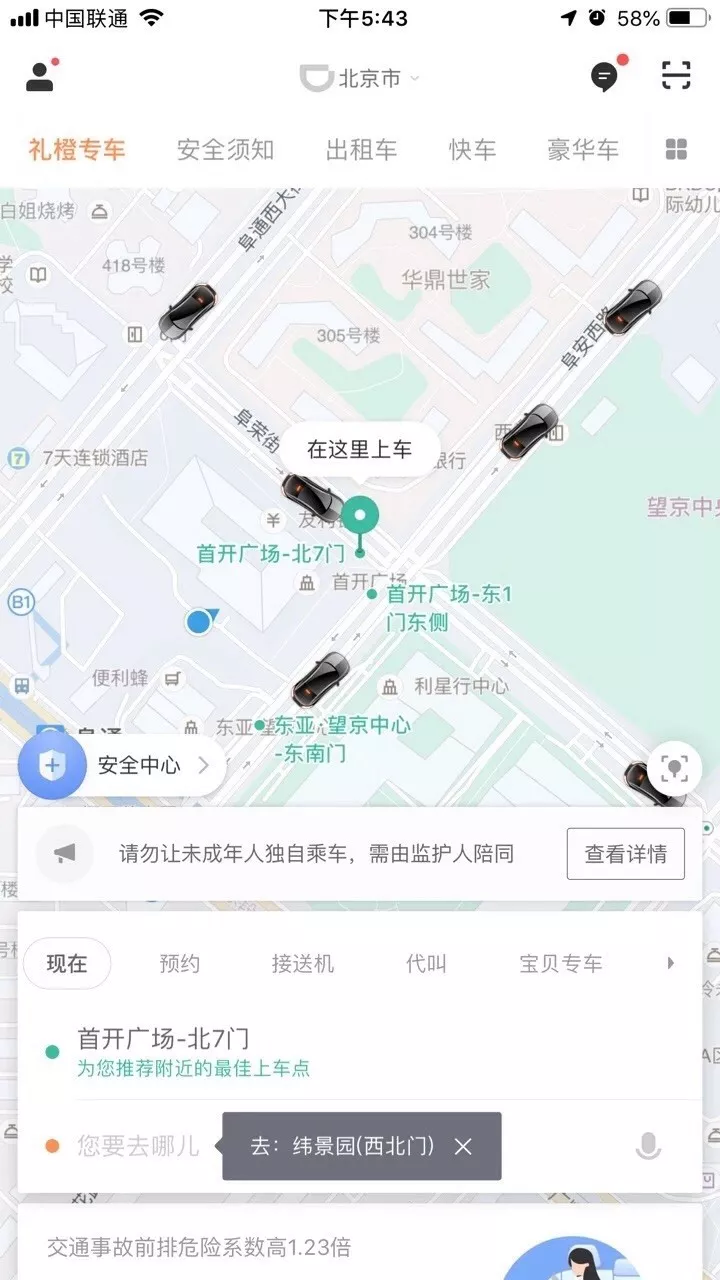 中国联通
下午5:43
58%
北京市
礼橙专车
安全须知
出租车
快车
豪华车
白姐烧烤
阜通西大街
际幼儿
304号楼
418号楼
华鼎世家
305号楼
阜安西路
阜荣街
7天连锁酒店
在这里上车
银行
望京中央
首开广场-北7门
首开广场
首开广场-东1
门东侧
B1
便利蜂
利星行中心
东亚·望京中心
-东南门
安全中心
请勿让未成年人独自乘车，需由监护人陪同
查看详情
现在
预约
接送机
代叫
宝贝专车
首开广场-北7门
为您推荐附近的最佳上车点
您要去哪儿
去：纬景园(西北门)
交通事故前排危险系数高1.23倍